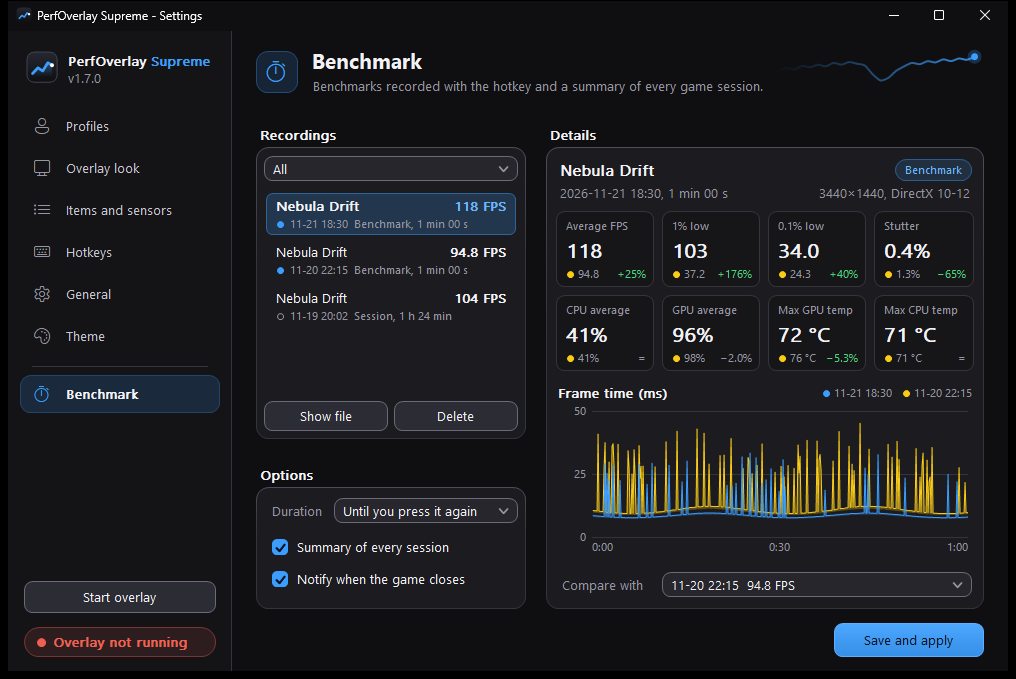 PerfOverlay Supreme - Settings
PerfOverlay Supreme
v1.7.0
Profiles
Overlay look
Items and sensors
Hotkeys
General
Theme
Benchmark
Start overlay
Overlay not running
Benchmark
Benchmarks recorded with the hotkey and a summary of every game session.
Recordings
All
Nebula Drift 118 FPS
11-21 18:30 Benchmark, 1 min 00 s
Nebula Drift 94.8 FPS
11-20 22:15 Benchmark, 1 min 00 s
Nebula Drift 104 FPS
11-19 20:02 Session, 1 h 24 min
Show file Delete
Options
Duration Until you press it again
Summary of every session
Notify when the game closes
Details
Nebula Drift Benchmark
2026-11-21 18:30, 1 min 00 s 3440×1440, DirectX 10-12
Average FPS 1% low 0.1% low Stutter
118 103 34.0 0.4%
94.8 +25% 37.2 +176% 24.3 +40% 1.3% −65%
CPU average GPU average Max GPU temp Max CPU temp
41% 96% 72 °C 71 °C
41% = 98% −2.0% 76 °C −5.3% 71 °C =
Frame time (ms) 11-21 18:30 11-20 22:15
50
25
0
0:00 0:30 1:00
Compare with 11-20 22:15 94.8 FPS
Save and apply